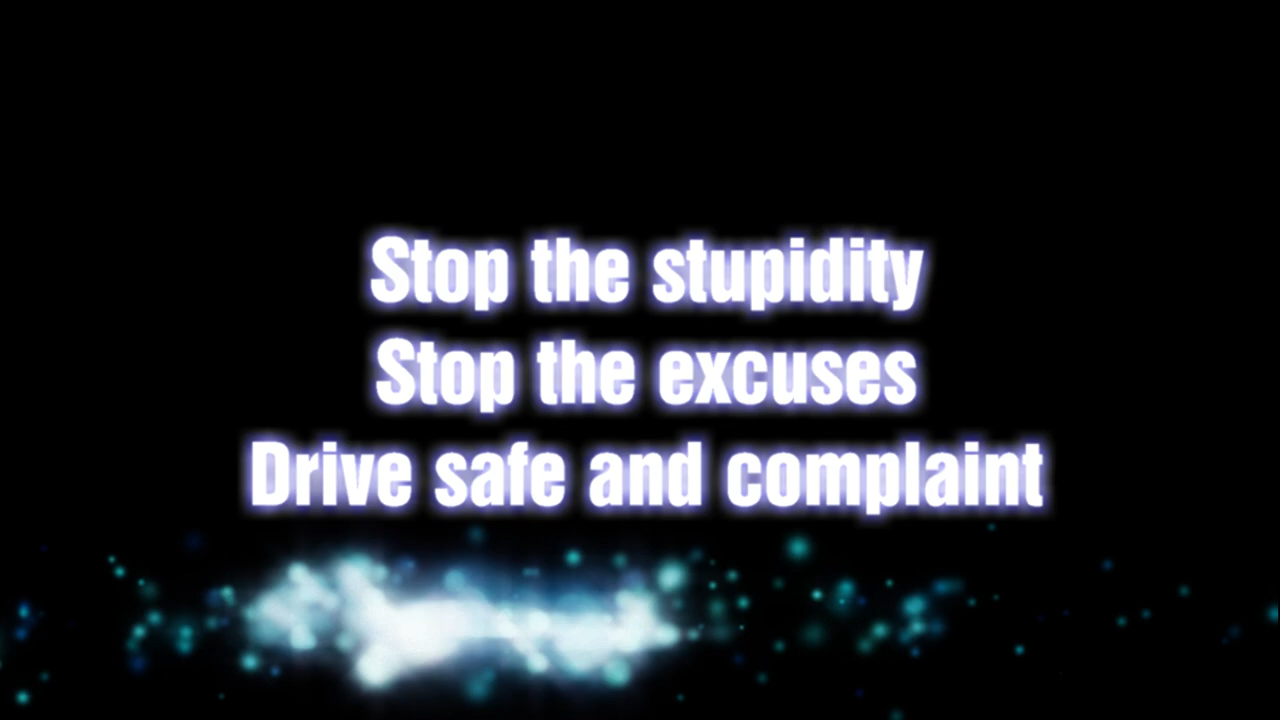 Stop the stupidity
Stop the excuses
Drive safe and complaint